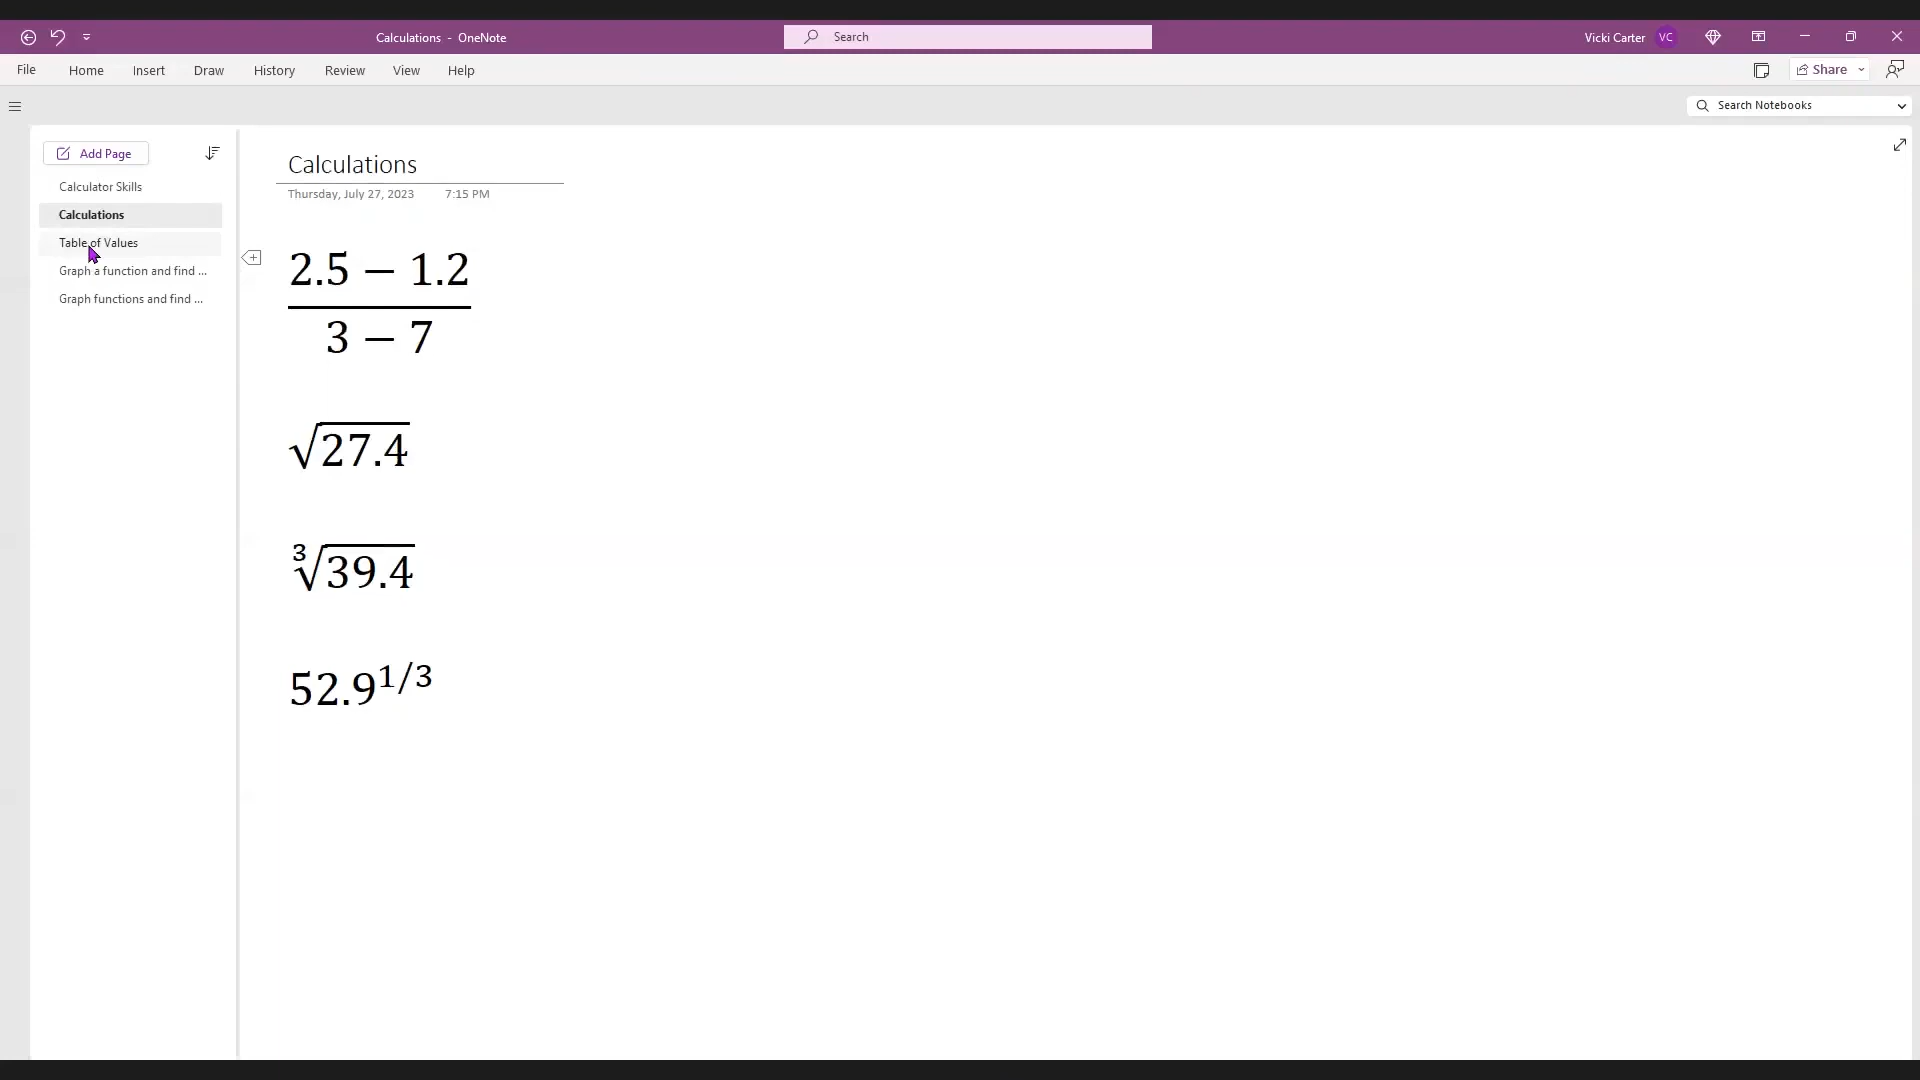 Calculations - OneNote
Search
Vicki Carter VC
File Home Insert Draw History Review View Help
Share
Search Notebooks
Add Page
Calculator Skills
Calculations
Table of Values
Graph a function and find ...
Graph functions and find ...
Calculations
Thursday, July 27, 2023 7:15 PM
2.5 − 1.2
3 − 7
√27.4
∛39.4
52.9^1/3